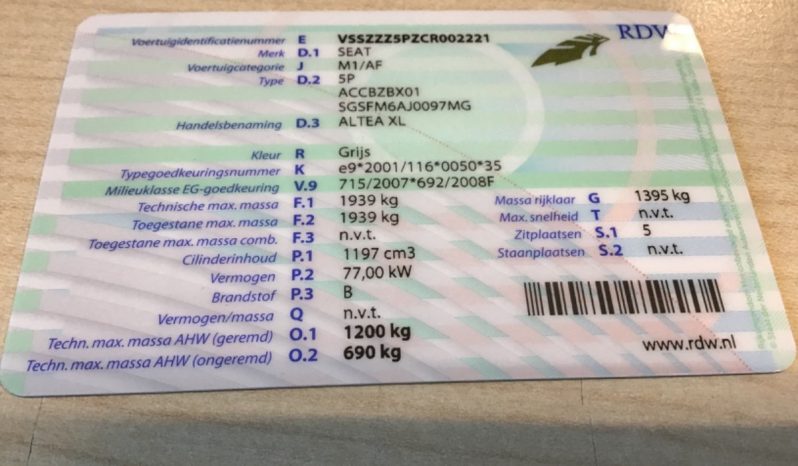 Voertuigidentificatienummer E VSSZZZ5PZCR002221
RDW
Merk D.1 SEAT
Voertuigcategorie J M1/AF
Type D.2 5P
ACCBZBX01
SGSFM6AJ0097MG
Handelsbenaming D.3 ALTEA XL
Kleur R Grijs
Typegoedkeuringsnummer K e9*2001/116*0050*35
Milieuklasse EG-goedkeuring V.9 715/2007*692/2008F
Technische max. massa F.1 1939 kg
Massa rijklaar G 1395 kg
Toegestane max. massa F.2 1939 kg
Max. snelheid T n.v.t.
Toegestane max. massa comb. F.3 n.v.t.
Zitplaatsen S.1 5
Cilinderinhoud P.1 1197 cm3
Staanplaatsen S.2 n.v.t.
Vermogen P.2 77,00 kW
Brandstof P.3 B
Vermogen/massa Q n.v.t.
Techn. max. massa AHW (geremd) O.1 1200 kg
Techn. max. massa AHW (ongeremd) O.2 690 kg
www.rdw.nl